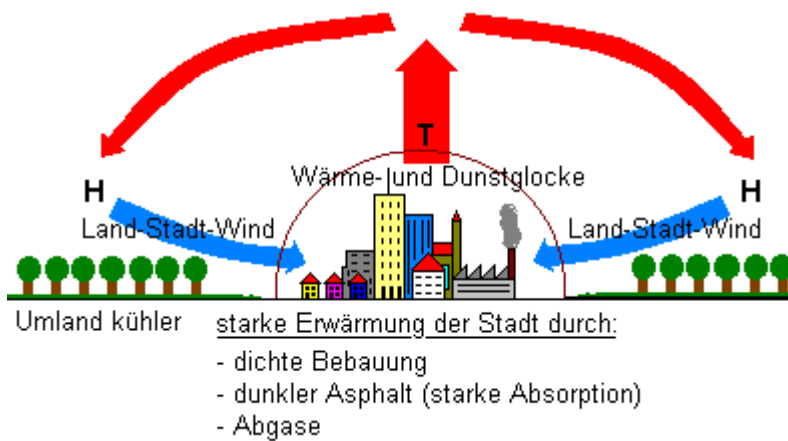 T
Wärme- und Dunstglocke
H
H
Land-Stadt-Wind
Land-Stadt-Wind
Umland kühler
starke Erwärmung der Stadt durch:
- dichte Bebauung
- dunkler Asphalt (starke Absorption)
- Abgase